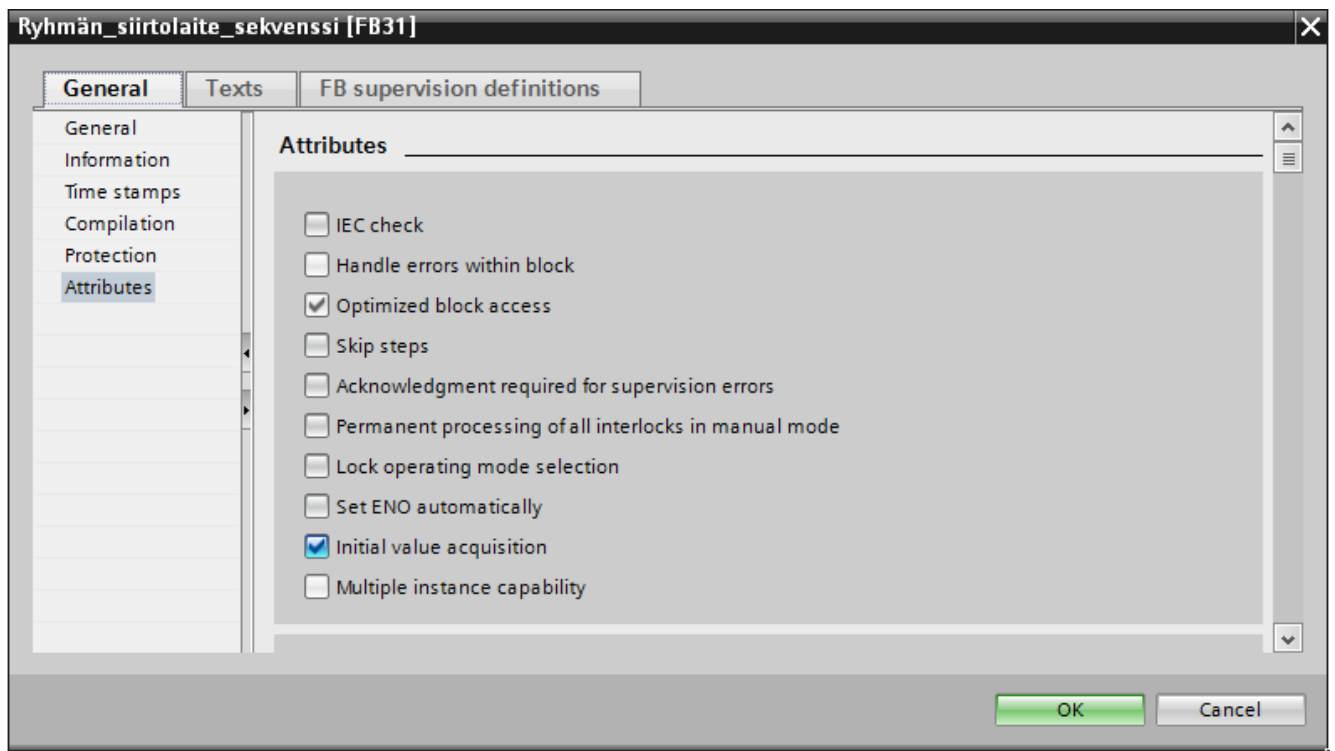 Ryhmän_siirtolaite_sekvenssi [FB31]
General Texts FB supervision definitions
General
Information
Time stamps
Compilation
Protection
Attributes
Attributes
IEC check
Handle errors within block
Optimized block access
Skip steps
Acknowledgment required for supervision errors
Permanent processing of all interlocks in manual mode
Lock operating mode selection
Set ENO automatically
Initial value acquisition
Multiple instance capability
OK Cancel